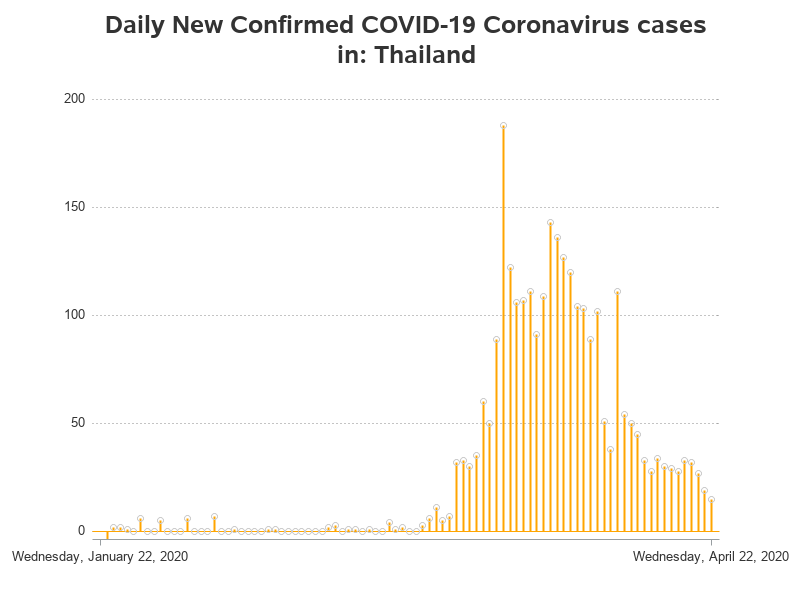 Daily New Confirmed COVID-19 Coronavirus cases
in: Thailand
200
150
100
50
0
Wednesday, January 22, 2020
Wednesday, April 22, 2020